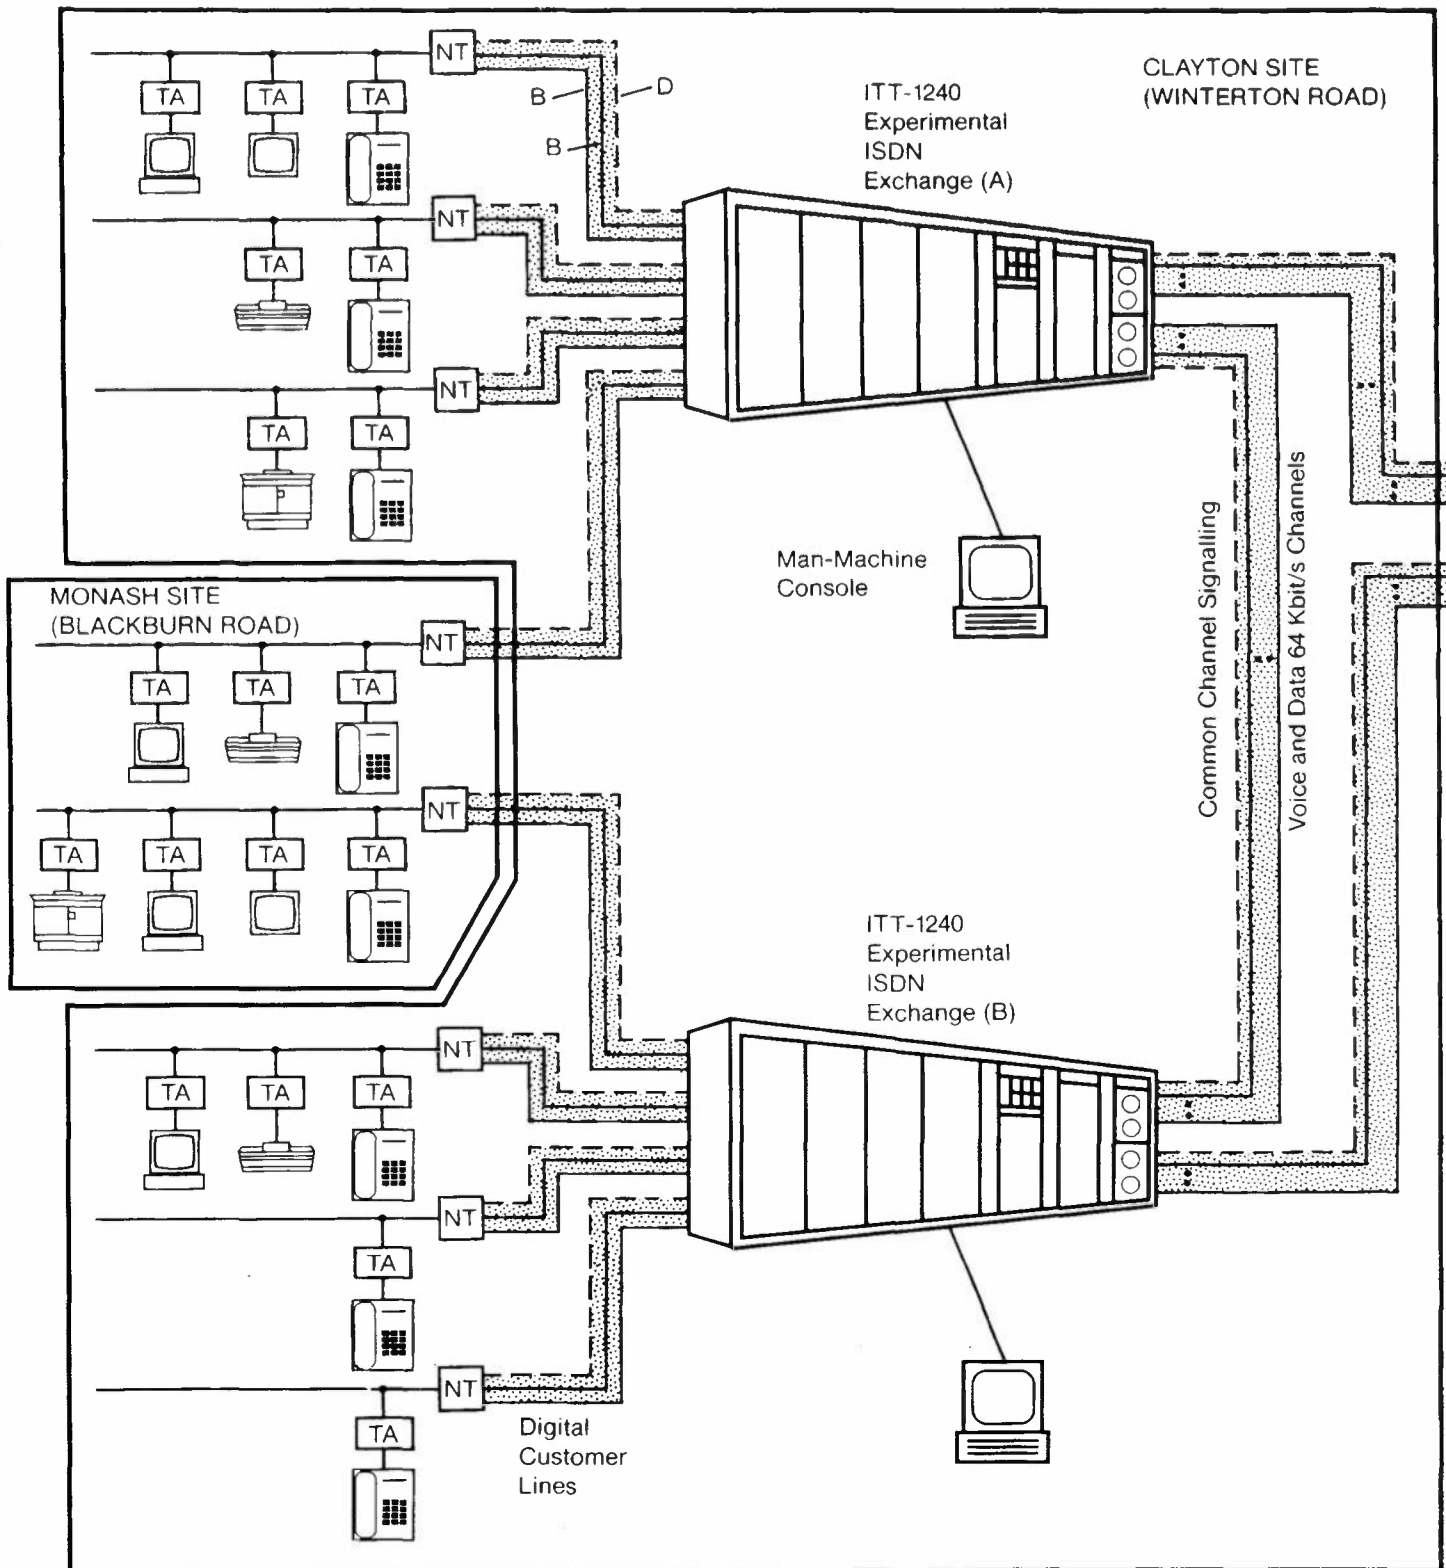 NT
TA TA TA
B
D
B
ITT-1240
Experimental
ISDN
Exchange (A)
CLAYTON SITE
(WINTERTON ROAD)
NT
TA TA
NT
TA TA
Man-Machine
Console
Common Channel Signalling
Voice and Data 64 Kbit/s Channels
MONASH SITE
(BLACKBURN ROAD)
NT
TA TA TA
NT
TA TA TA TA
ITT-1240
Experimental
ISDN
Exchange (B)
NT
TA TA TA
NT
TA
NT
TA
Digital
Customer
Lines